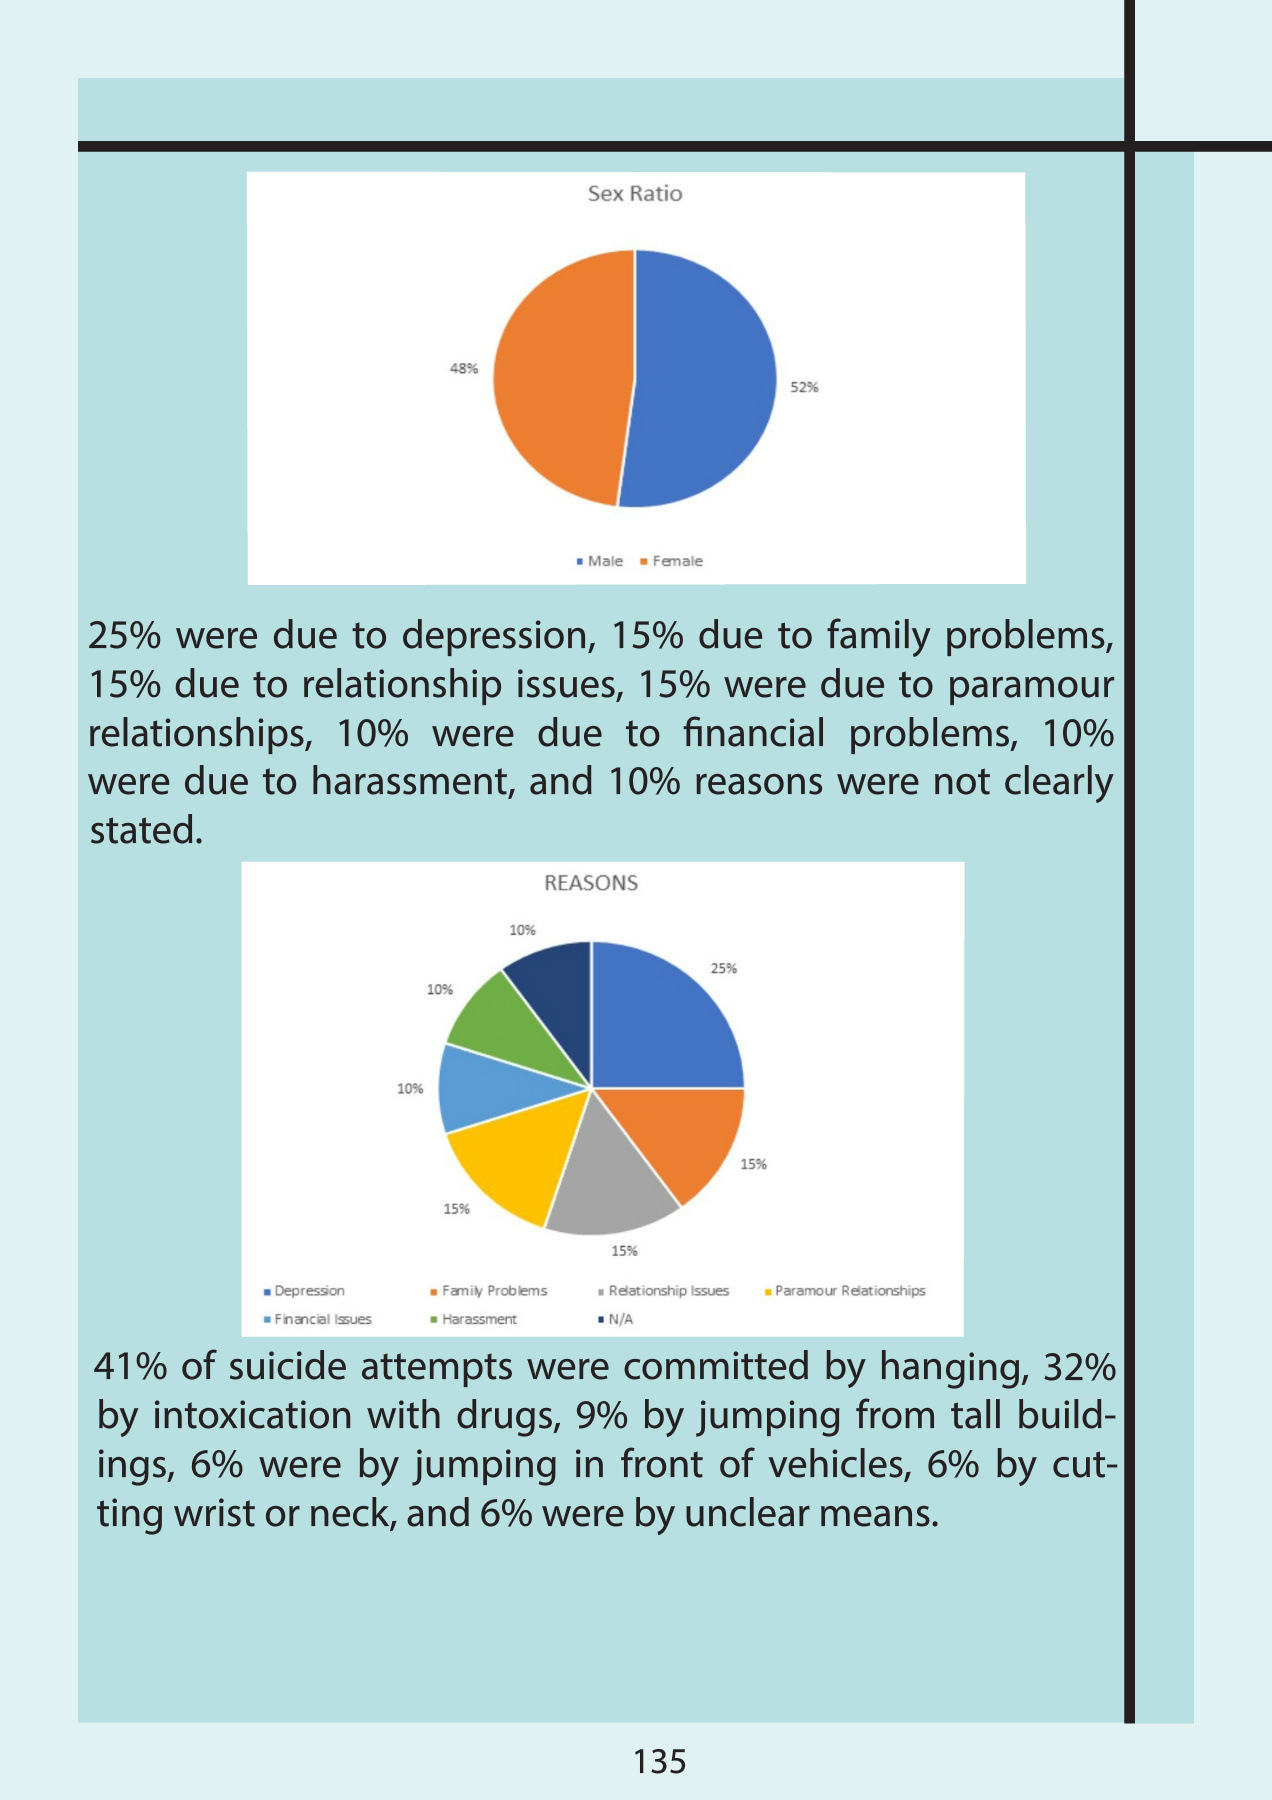 Sex Ratio
48%
52%
Male Female
25% were due to depression, 15% due to family problems,
15% due to relationship issues, 15% were due to paramour
relationships, 10% were due to financial problems, 10%
were due to harassment, and 10% reasons were not clearly
stated.
REASONS
10%
25%
10%
10%
15%
15%
15%
Depression Family Problems Relationship Issues Paramour Relationships
Financial Issues Harassment N/A
41% of suicide attempts were committed by hanging, 32%
by intoxication with drugs, 9% by jumping from tall build-
ings, 6% were by jumping in front of vehicles, 6% by cut-
ting wrist or neck, and 6% were by unclear means.
135